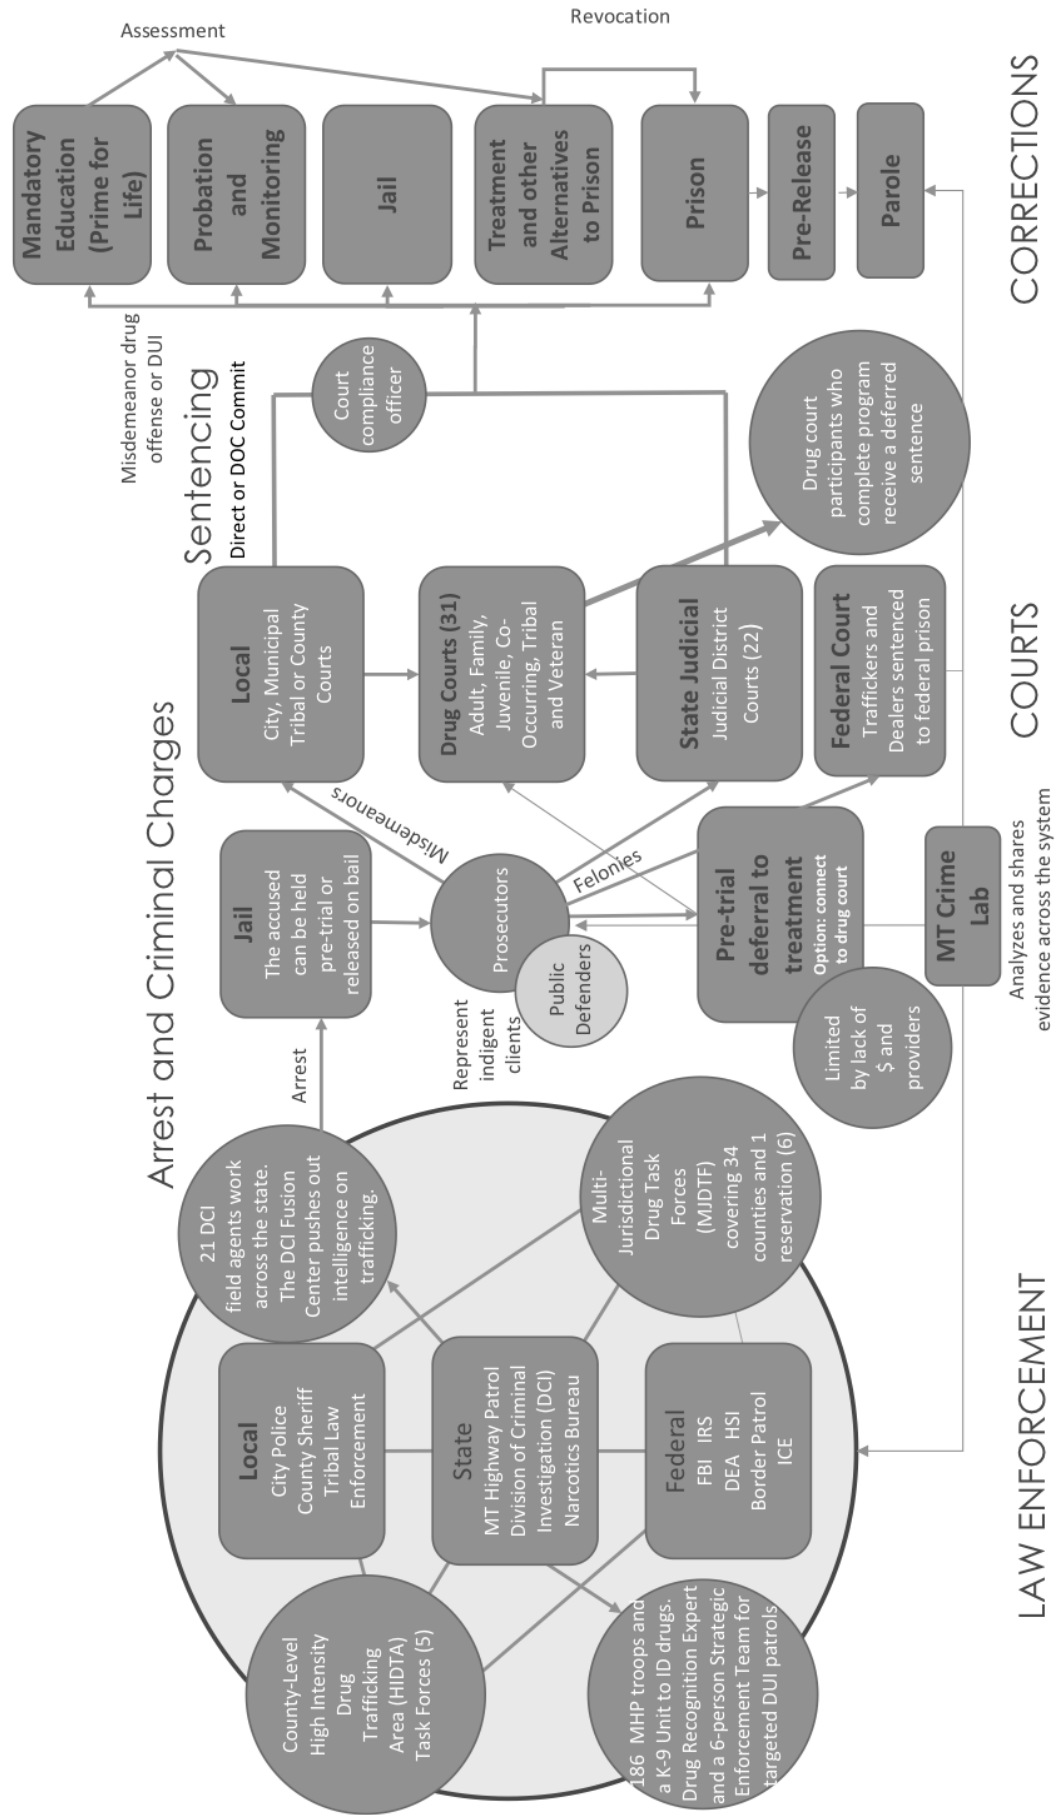 Arrest and Criminal Charges
Sentencing
Direct or DOC Commit
Misdemeanor drug
offense or DUI
Assessment
Revocation
County-Level
High Intensity
Drug
Trafficking
Area (HIDTA)
Task Forces (5)
186 MHP troops and
a K-9 Unit to ID drugs.
Drug Recognition Expert
and a 6-person Strategic
Enforcement Team for
targeted DUI patrols
Local
City Police
County Sheriff
Tribal Law
Enforcement
State
MT Highway Patrol
Division of Criminal
Investigation (DCI)
Narcotics Bureau
Federal
FBI IRS
DEA HSI
Border Patrol
ICE
21 DCI
field agents work
across the state.
The DCI Fusion
Center pushes out
intelligence on
trafficking.
Multi-
Jurisdictional
Drug Task
Forces
(MJDTF)
covering 34
counties and 1
reservation (6)
Arrest
Jail
The accused
can be held
pre-trial or
released on bail
Represent
indigent
clients
Prosecutors
Public
Defenders
Misdemeanors
Felonies
Pre-trial
deferral to
treatment
Option: connect
to drug court
Limited
by lack of
$ and
providers
MT Crime
Lab
Analyzes and shares
evidence across the system
Local
City, Municipal
Tribal or County
Courts
Drug Courts (31)
Adult, Family,
Juvenile, Co-
Occurring, Tribal
and Veteran
State Judicial
Judicial District
Courts (22)
Federal Court
Traffickers and
Dealers sentenced
to federal prison
Court
compliance
officer
Drug court
participants who
complete program
receive a deferred
sentence
Mandatory
Education
(Prime for
Life)
Probation
and
Monitoring
Jail
Treatment
and other
Alternatives
to Prison
Prison
Pre-Release
Parole
LAW ENFORCEMENT
COURTS
CORRECTIONS